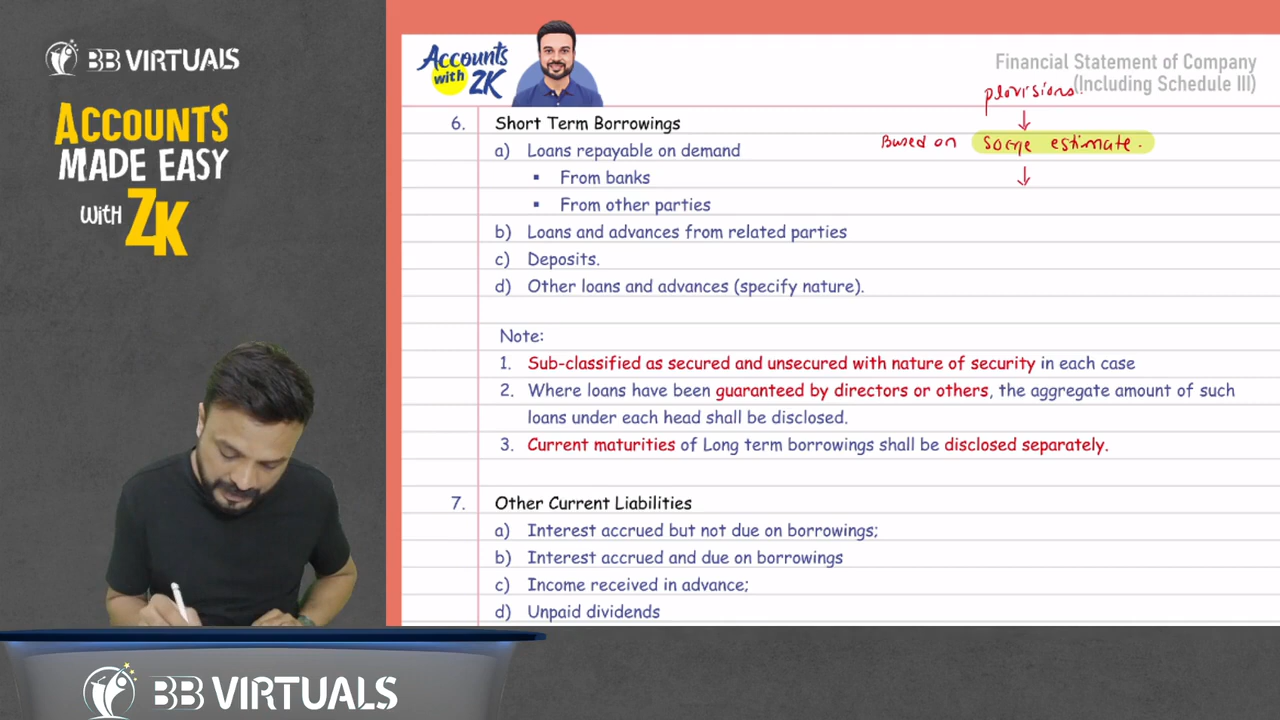 BB VIRTUALS
ACCOUNTS
MADE EASY
with ZK
Accounts
with ZK
Financial Statement of Company
(Including Schedule III)
provisions.
Based on some estimate.
6. Short Term Borrowings
a) Loans repayable on demand
▪ From banks
▪ From other parties
b) Loans and advances from related parties
c) Deposits.
d) Other loans and advances (specify nature).
Note:
1. Sub-classified as secured and unsecured with nature of security in each case
2. Where loans have been guaranteed by directors or others, the aggregate amount of such
loans under each head shall be disclosed.
3. Current maturities of Long term borrowings shall be disclosed separately.
7. Other Current Liabilities
a) Interest accrued but not due on borrowings;
b) Interest accrued and due on borrowings
c) Income received in advance;
d) Unpaid dividends
BB VIRTUALS